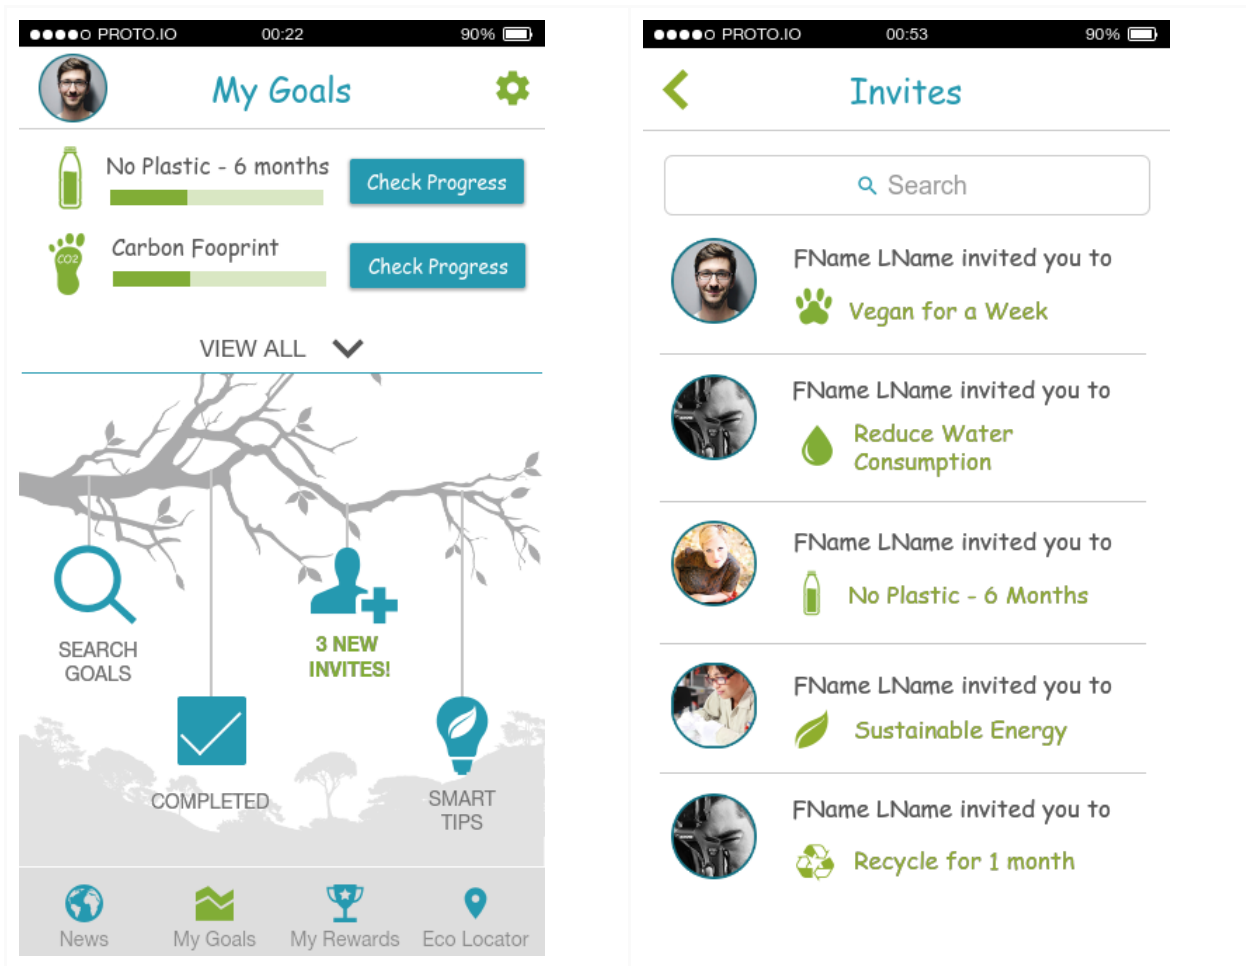 PROTO.IO 00:22 90%
My Goals
No Plastic - 6 months
Check Progress
CO2
Carbon Fooprint
Check Progress
VIEW ALL
SEARCH
GOALS
3 NEW
INVITES!
COMPLETED
SMART
TIPS
News
My Goals
My Rewards
Eco Locator
PROTO.IO 00:53 90%
Invites
Search
FName LName invited you to
Vegan for a Week
FName LName invited you to
Reduce Water
Consumption
FName LName invited you to
No Plastic - 6 Months
FName LName invited you to
Sustainable Energy
FName LName invited you to
Recycle for 1 month